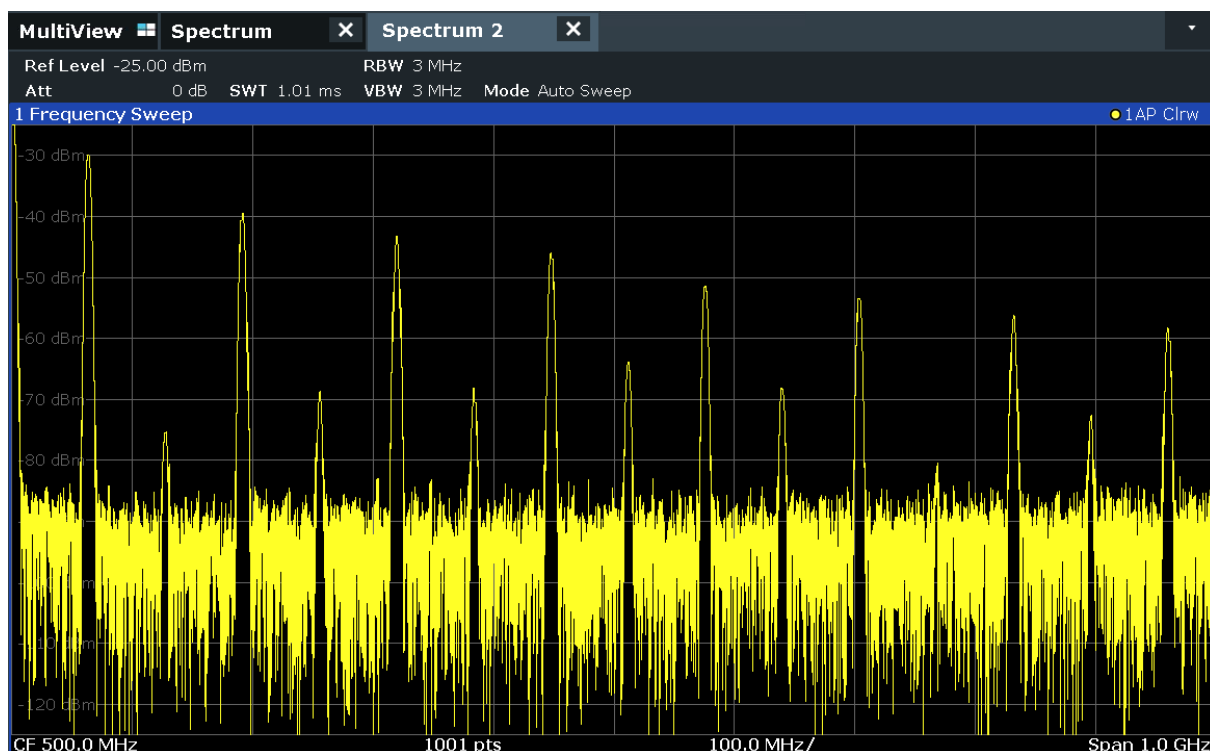 MultiView Spectrum X Spectrum 2 X
Ref Level -25.00 dBm RBW 3 MHz
Att 0 dB SWT 1.01 ms VBW 3 MHz Mode Auto Sweep
1 Frequency Sweep 1AP Clrw
-30 dBm
-40 dBm
-50 dBm
-60 dBm
-70 dBm
-80 dBm
-110 dBm
-120 dBm
CF 500.0 MHz 1001 pts 100.0 MHz/ Span 1.0 GHz